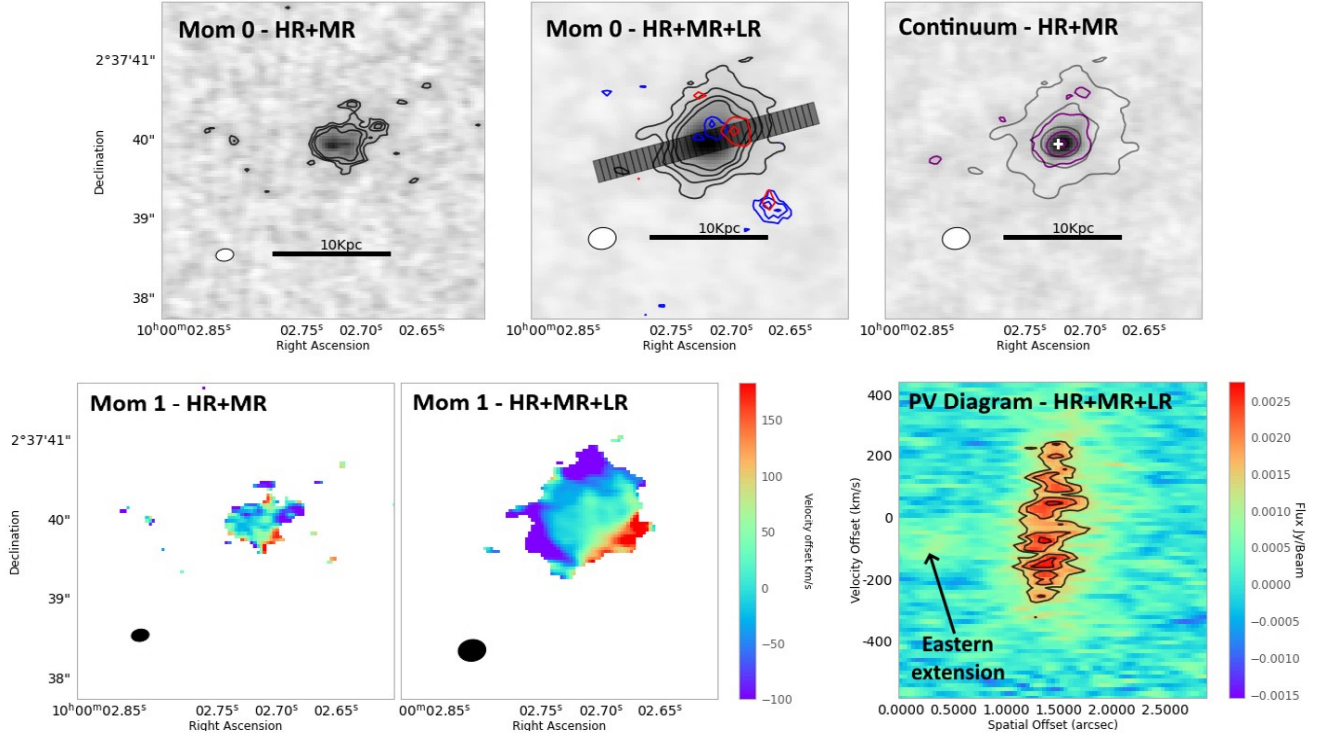 Mom 0 - HR+MR
Mom 0 - HR+MR+LR
Continuum - HR+MR
2°37'41"
40"
39"
38"
Declination
10Kpc
10Kpc
10Kpc
10ʰ00ᵐ02.85ˢ 02.75ˢ 02.70ˢ 02.65ˢ
Right Ascension
10ʰ00ᵐ02.85ˢ 02.75ˢ 02.70ˢ 02.65ˢ
Right Ascension
10ʰ00ᵐ02.85ˢ 02.75ˢ 02.70ˢ 02.65ˢ
Right Ascension
Mom 1 - HR+MR
Mom 1 - HR+MR+LR
PV Diagram - HR+MR+LR
2°37'41"
40"
39"
38"
Declination
10ʰ00ᵐ02.85ˢ 02.75ˢ 02.70ˢ 02.65ˢ
Right Ascension
00ᵐ02.85ˢ 02.75ˢ 02.70ˢ 02.65ˢ
Right Ascension
150
100
50
0
−50
−100
Velocity offset Km/s
400
200
0
-200
-400
Velocity Offset (km/s)
Eastern
extension
0.0000 0.5000 1.0000 1.5000 2.0000 2.5000
Spatial Offset (arcsec)
0.0025
0.0020
0.0015
0.0010
0.0005
0.0000
−0.0005
−0.0010
−0.0015
Flux Jy/Beam